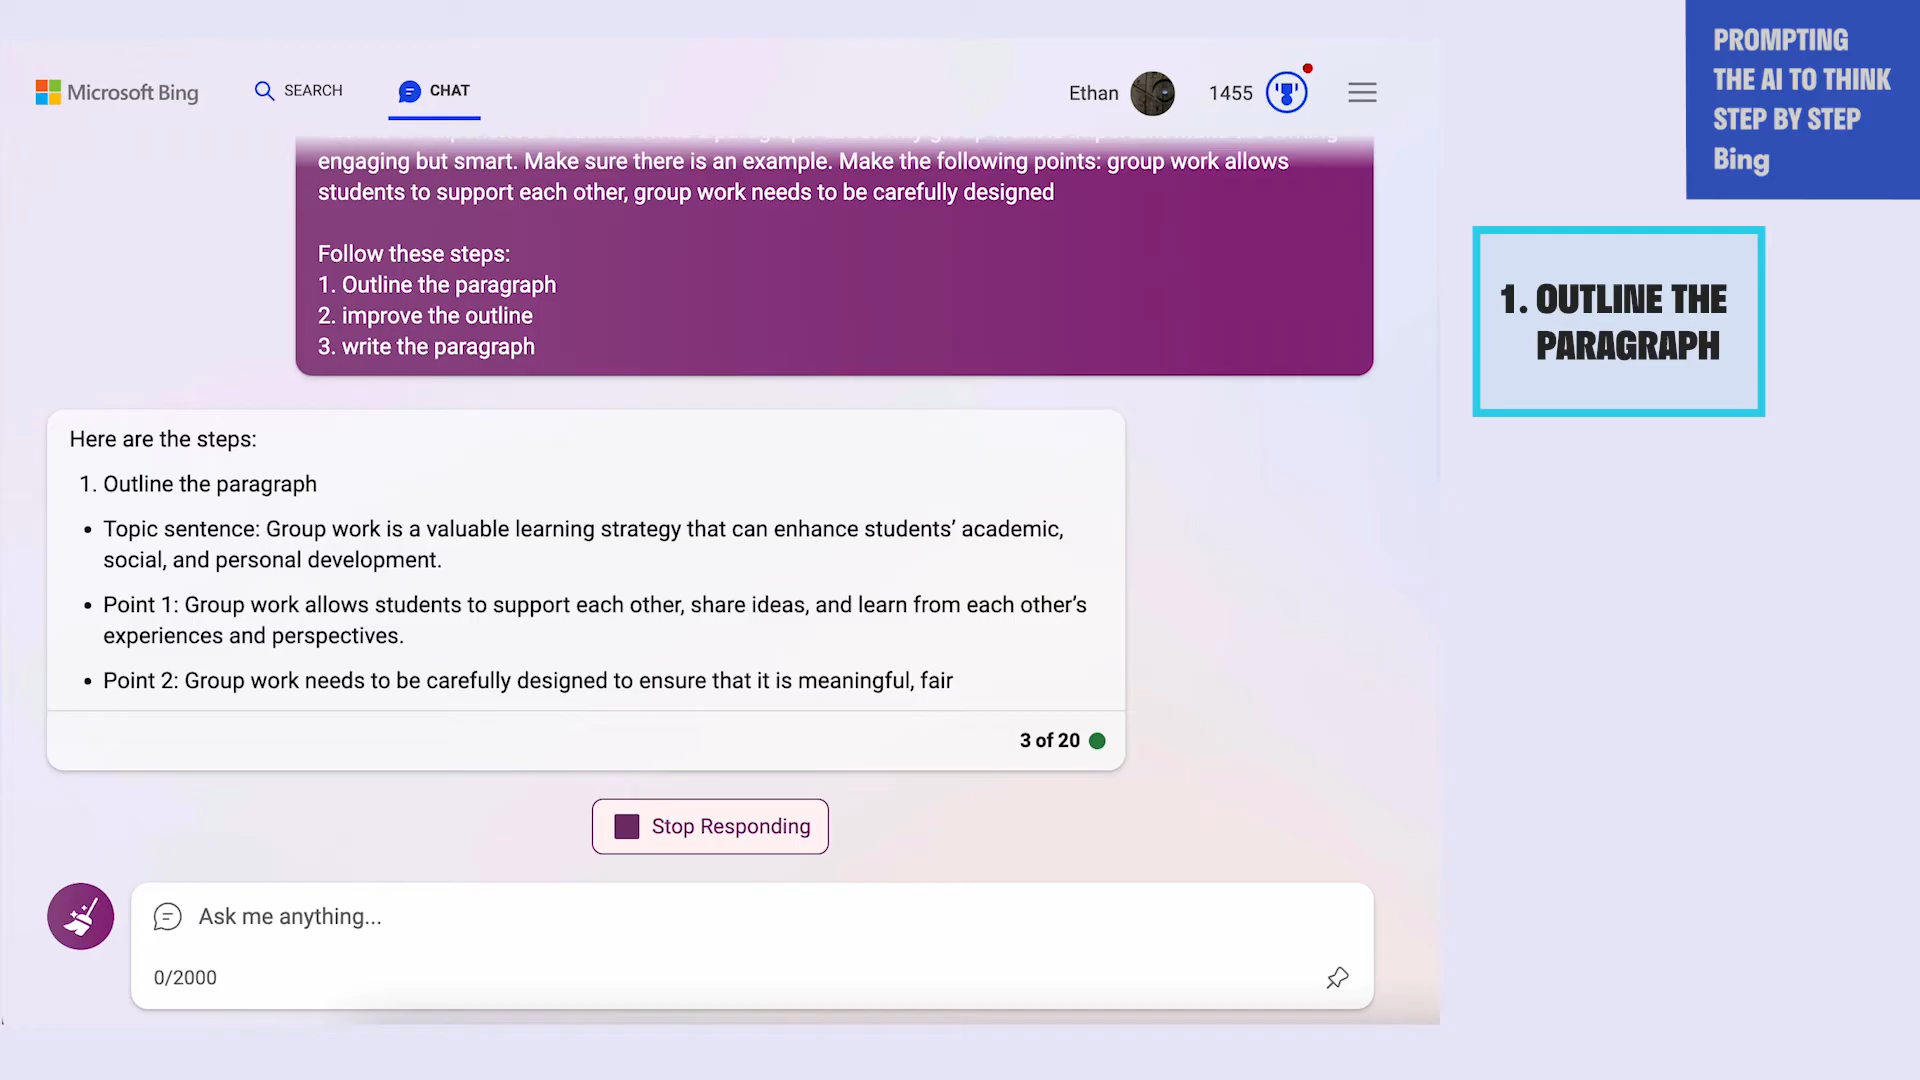 PROMPTING
THE AI TO THINK
STEP BY STEP
Bing
Microsoft Bing
SEARCH
CHAT
Ethan
1455
engaging but smart. Make sure there is an example. Make the following points: group work allows
students to support each other, group work needs to be carefully designed
Follow these steps:
1. Outline the paragraph
2. improve the outline
3. write the paragraph
1. OUTLINE THE
PARAGRAPH
Here are the steps:
1. Outline the paragraph
• Topic sentence: Group work is a valuable learning strategy that can enhance students’ academic,
social, and personal development.
• Point 1: Group work allows students to support each other, share ideas, and learn from each other’s
experiences and perspectives.
• Point 2: Group work needs to be carefully designed to ensure that it is meaningful, fair
3 of 20
Stop Responding
Ask me anything...
0/2000